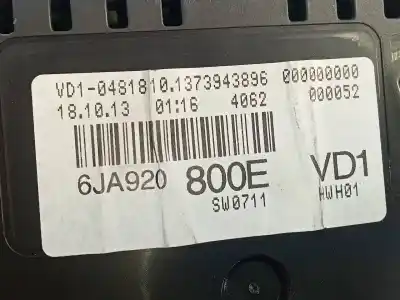 VD1-0481810.1373943896 000000000
18.10.13 01:16 4062 000052
6JA920 800E VD1
SW0711 HWH01